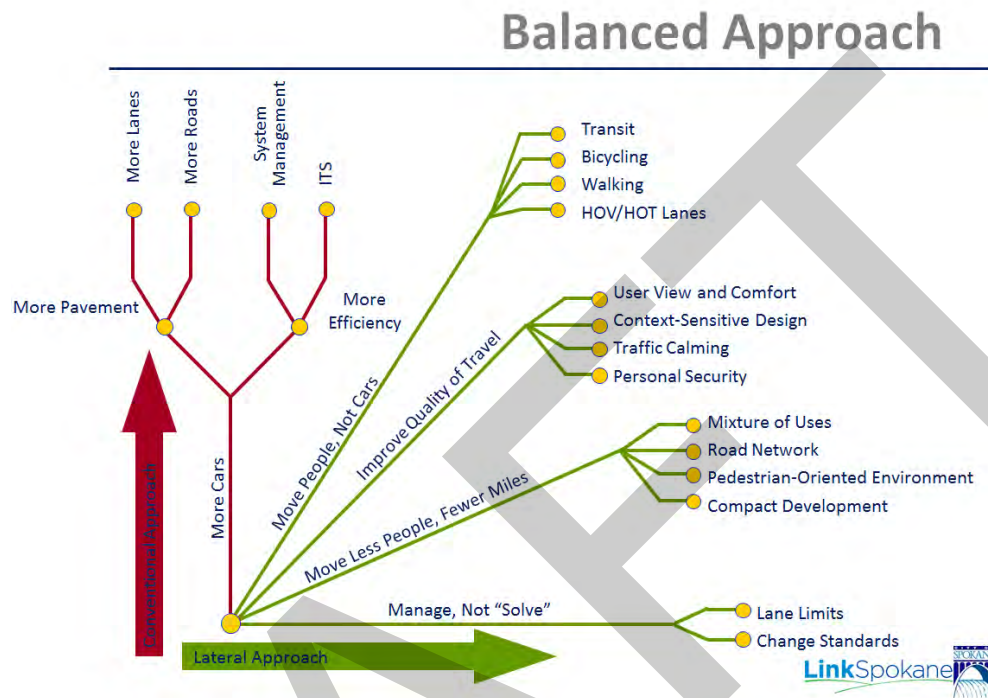 Balanced Approach
More Lanes
More Roads
System
Management
ITS
More Pavement
More
Efficiency
More Cars
Conventional Approach
Transit
Bicycling
Walking
HOV/HOT Lanes
Move People, Not Cars
User View and Comfort
Context-Sensitive Design
Traffic Calming
Personal Security
Improve Quality of Travel
Mixture of Uses
Road Network
Pedestrian-Oriented Environment
Compact Development
Move Less People, Fewer Miles
Manage, Not “Solve”
Lane Limits
Change Standards
Lateral Approach
LinkSpokane
SPOKANE